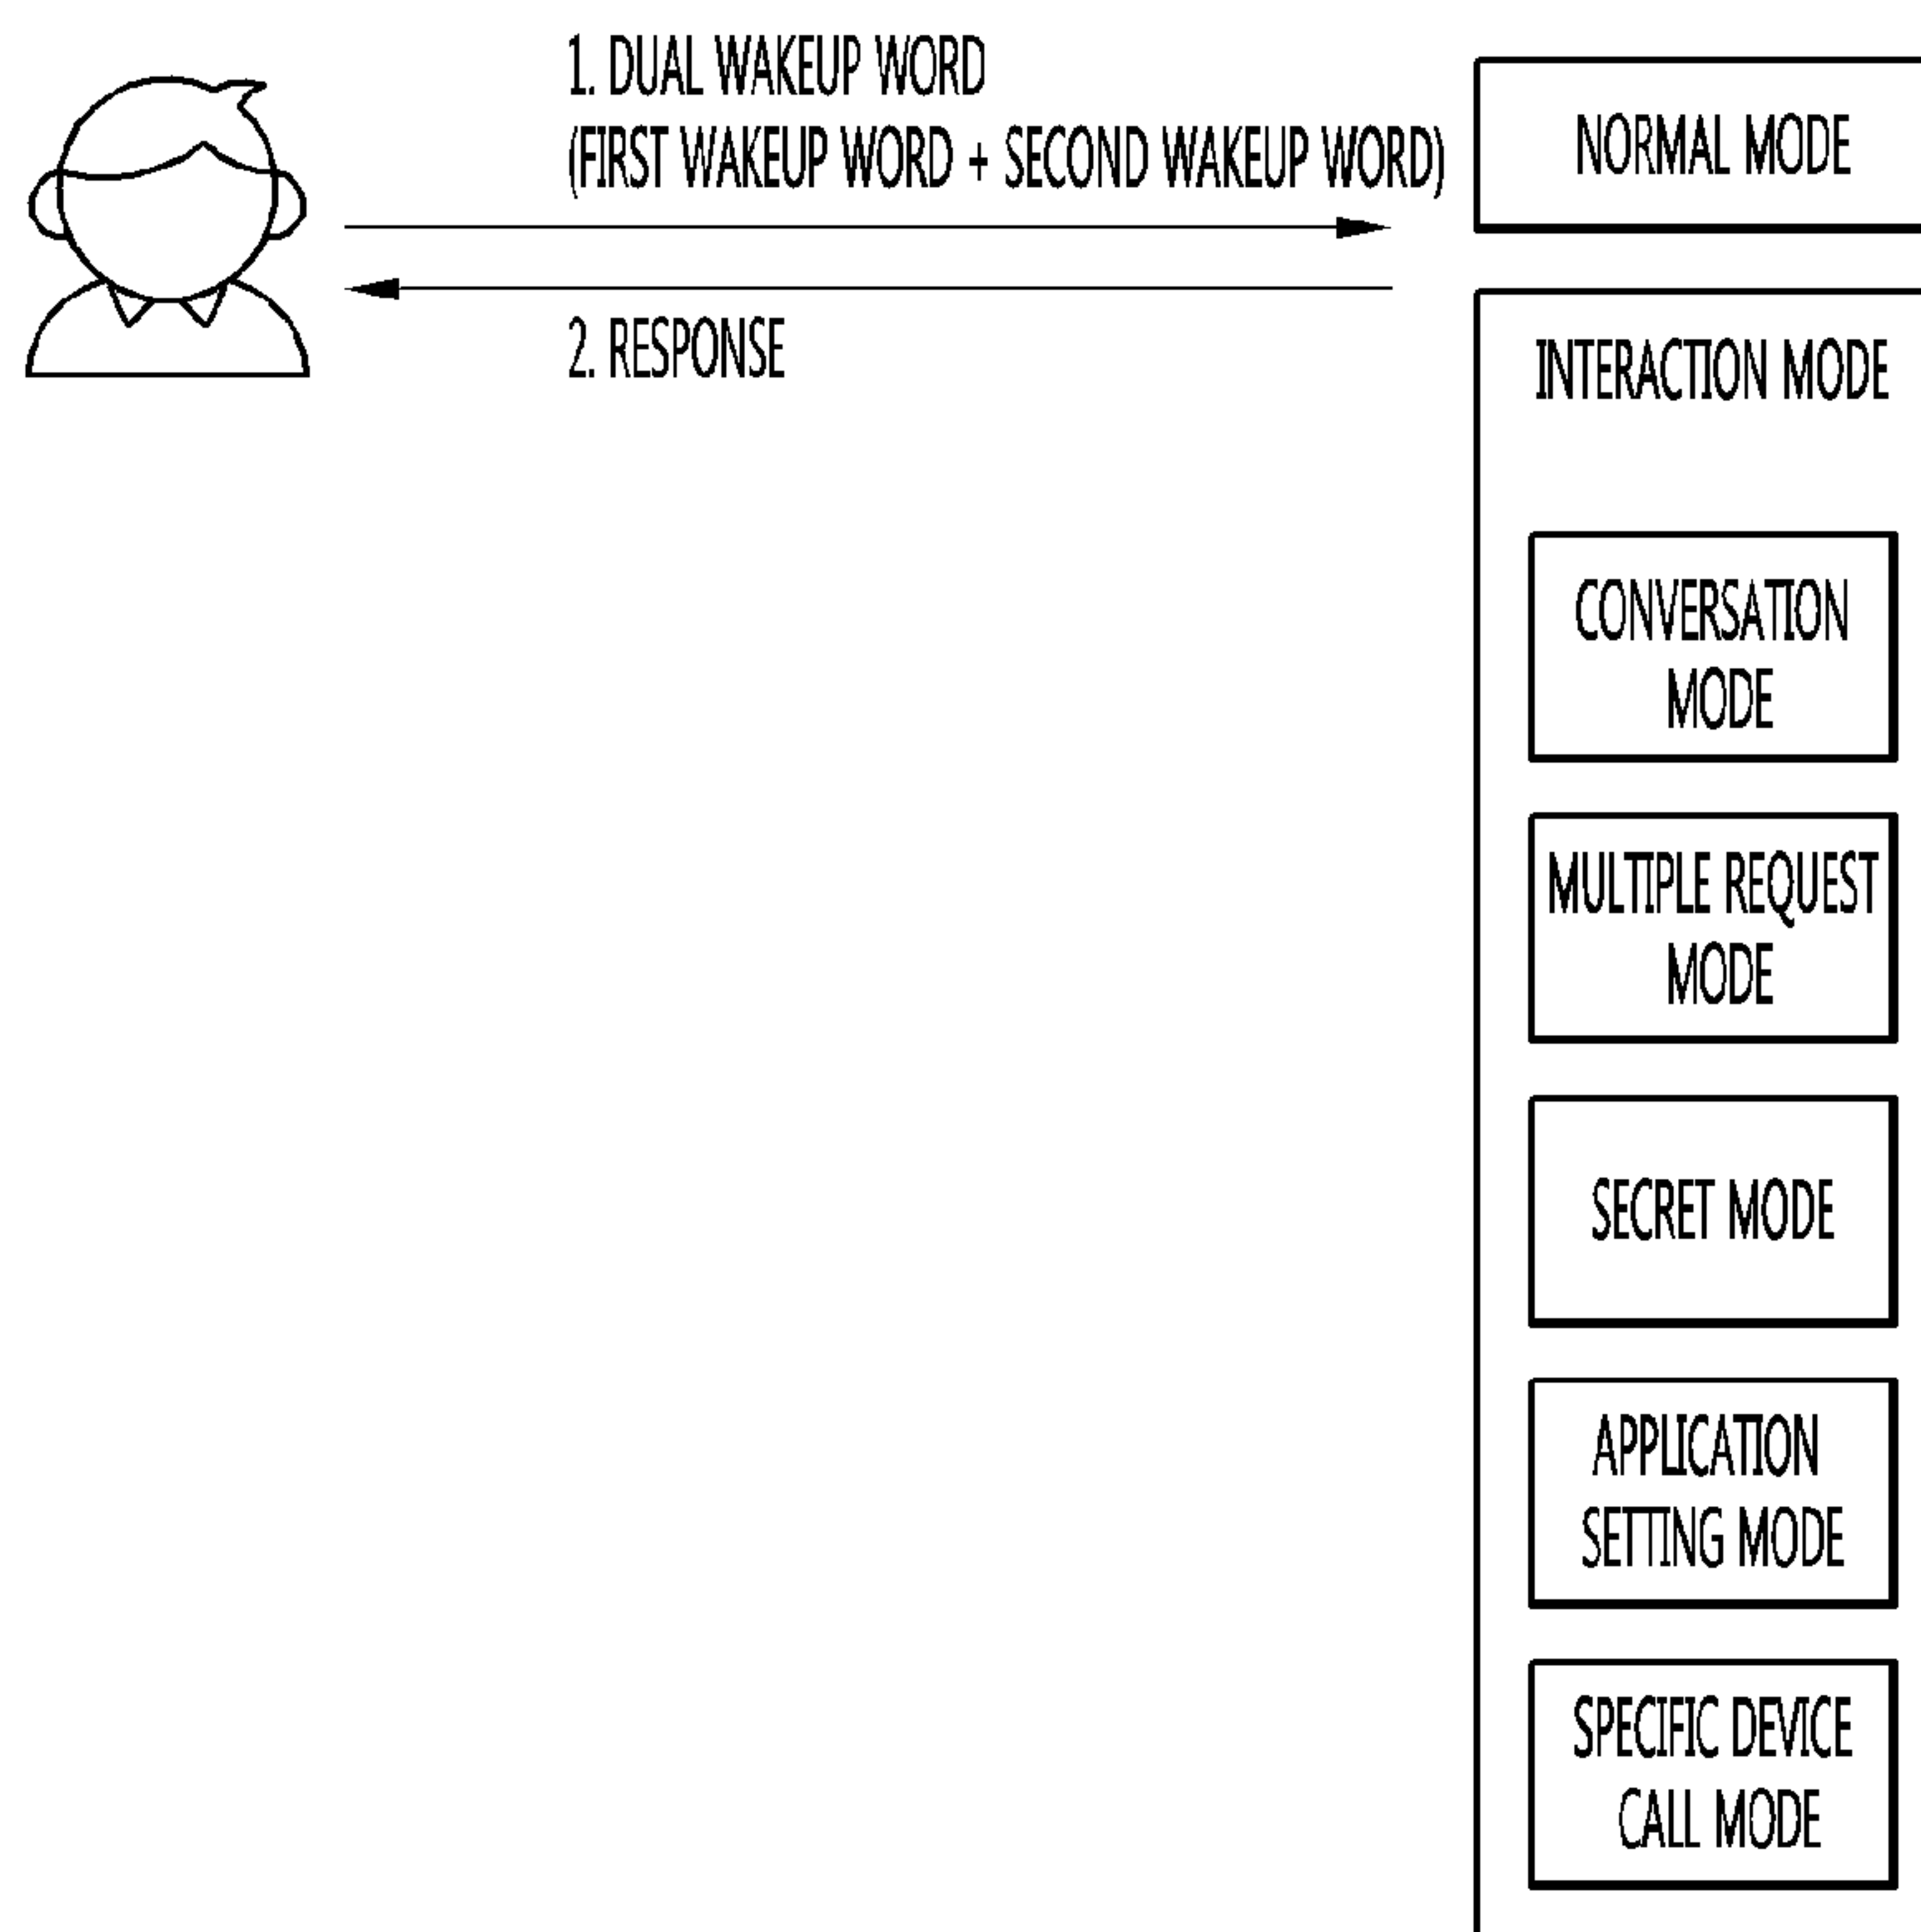 1. DUAL WAKEUP WORD
(FIRST WAKEUP WORD + SECOND WAKEUP WORD)
2. RESPONSE
NORMAL MODE
INTERACTION MODE
CONVERSATION
MODE
MULTIPLE REQUEST
MODE
SECRET MODE
APPLICATION
SETTING MODE
SPECIFIC DEVICE
CALL MODE